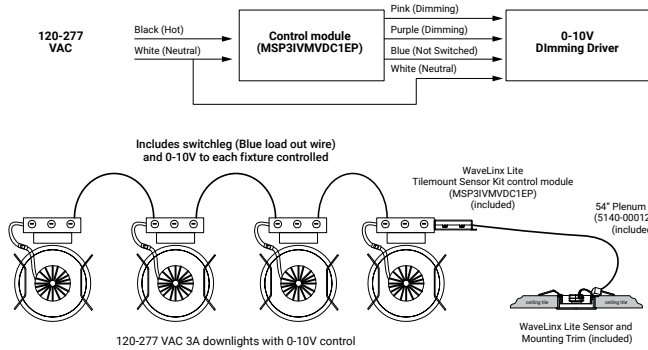 120-277
VAC
Black (Hot)
White (Neutral)
Control module
(MSP3IVMVDC1EP)
Pink (Dimming)
Purple (Dimming)
Blue (Not Switched)
White (Neutral)
0-10V
DImming Driver
Includes switchleg (Blue load out wire)
and 0-10V to each fixture controlled
WaveLinx Lite
Tilemount Sensor Kit control module
(MSP3IVMVDC1EP)
(included)
54" Plenum
(5140-00012
(included
ceiling tile
ceiling tile
WaveLinx Lite Sensor and
Mounting Trim (included)
120-277 VAC 3A downlights with 0-10V control